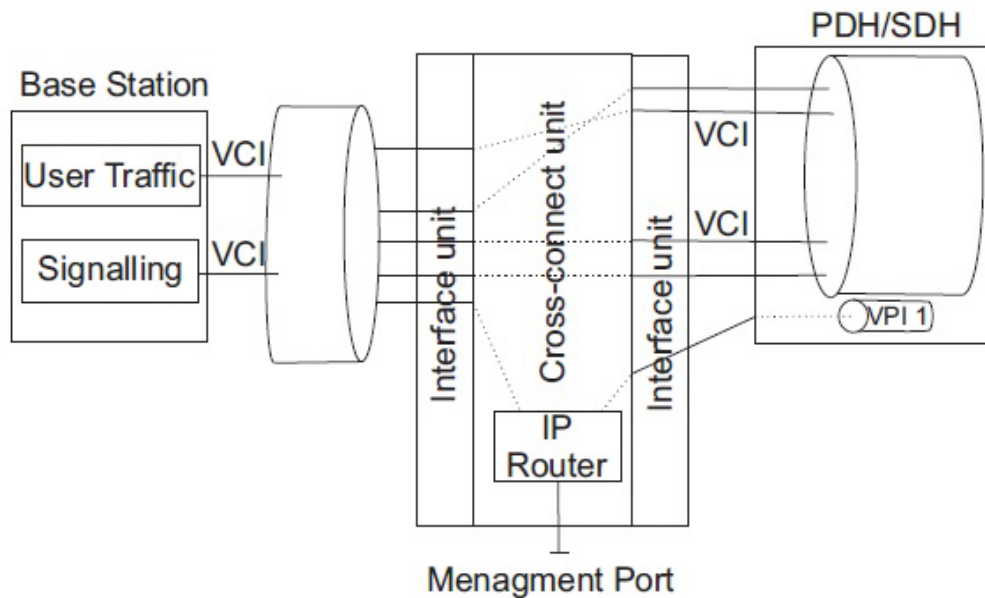 PDH/SDH
Base Station
User Traffic
VCI
Signalling
VCI
Interface unit
Cross-connect unit
Interface unit
VCI
VCI
VPI 1
IP
Router
Menagment Port